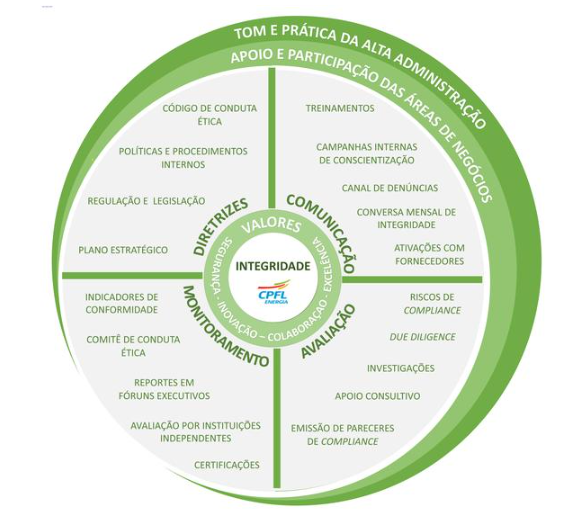 TOM E PRÁTICA DA ALTA ADMINISTRAÇÃO
APOIO E PARTICIPAÇÃO DAS ÁREAS DE NEGÓCIOS
CÓDIGO DE CONDUTA
ÉTICA
POLÍTICAS E PROCEDIMENTOS
INTERNOS
REGULAÇÃO E LEGISLAÇÃO
PLANO ESTRATÉGICO
DIRETRIZES
TREINAMENTOS
CAMPANHAS INTERNAS
DE CONSCIENTIZAÇÃO
CANAL DE DENÚNCIAS
CONVERSA MENSAL DE
INTEGRIDADE
ATIVAÇÕES COM
FORNECEDORES
COMUNICAÇÃO
VALORES
SEGURANÇA - INOVAÇÃO – COLABORAÇÃO - EXCELÊNCIA
INTEGRIDADE
CPFL
ENERGIA
MONITORAMENTO
INDICADORES DE
CONFORMIDADE
COMITÊ DE CONDUTA
ÉTICA
REPORTES EM
FÓRUNS EXECUTIVOS
AVALIAÇÃO POR INSTITUIÇÕES
INDEPENDENTES
CERTIFICAÇÕES
AVALIAÇÃO
RISCOS DE
COMPLIANCE
DUE DILIGENCE
INVESTIGAÇÕES
APOIO CONSULTIVO
EMISSÃO DE PARECERES
DE COMPLIANCE